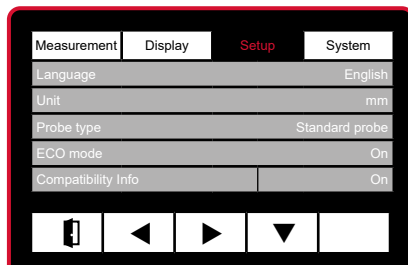 Measurement Display Setup System
Language English
Unit mm
Probe type Standard probe
ECO mode On
Compatibility Info On